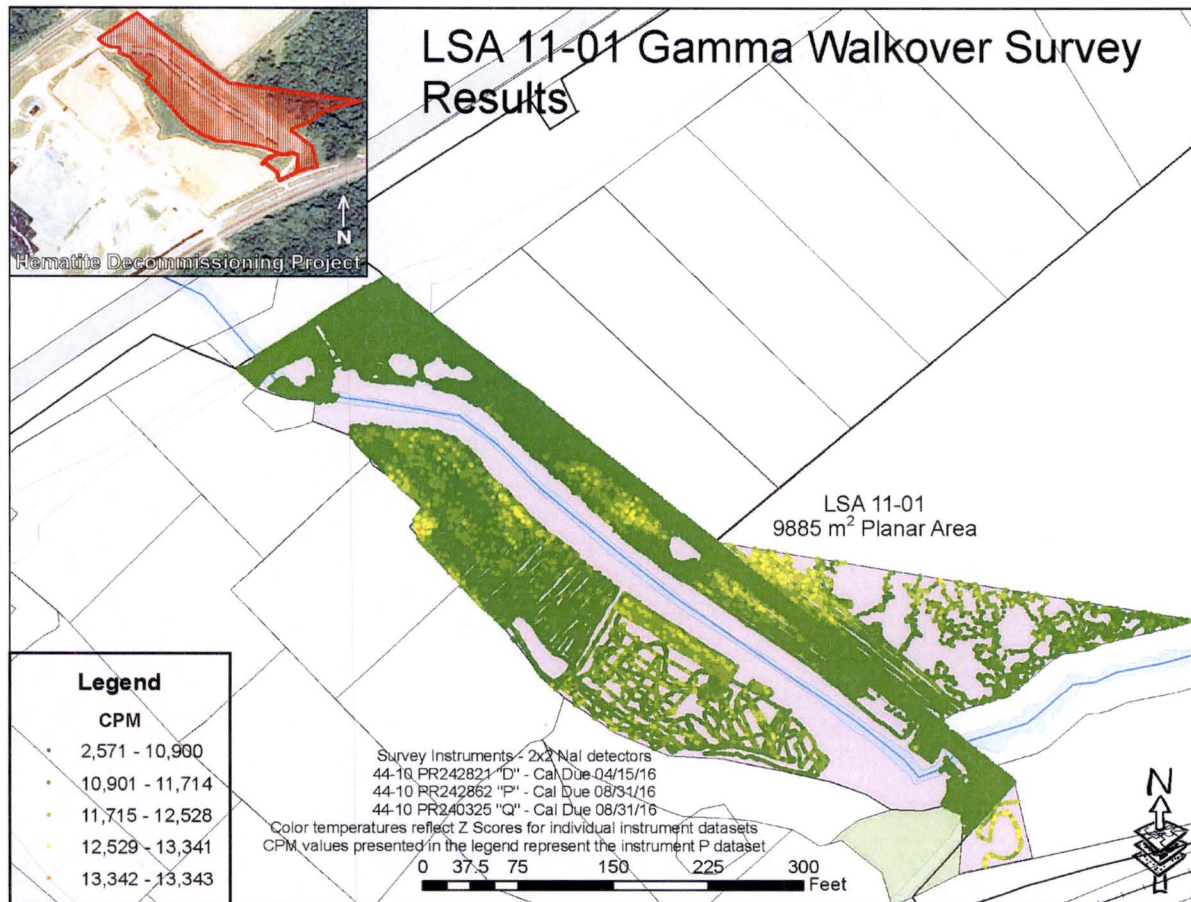 LSA 11-01 Gamma Walkover Survey
Results
N
Hematite Decommissioning Project
LSA 11-01
9885 m² Planar Area
Legend
CPM
2,571 - 10,900
10,901 - 11,714
11,715 - 12,528
12,529 - 13,341
13,342 - 13,343
Survey Instruments - 2x2 NaI detectors
44-10 PR242821 "D" - Cal Due 04/15/16
44-10 PR242862 "P" - Cal Due 08/31/16
44-10 PR240325 "Q" - Cal Due 08/31/16
Color temperatures reflect Z Scores for individual instrument datasets
CPM values presented in the legend represent the instrument P dataset
0 37.5 75 150 225 300
Feet
N